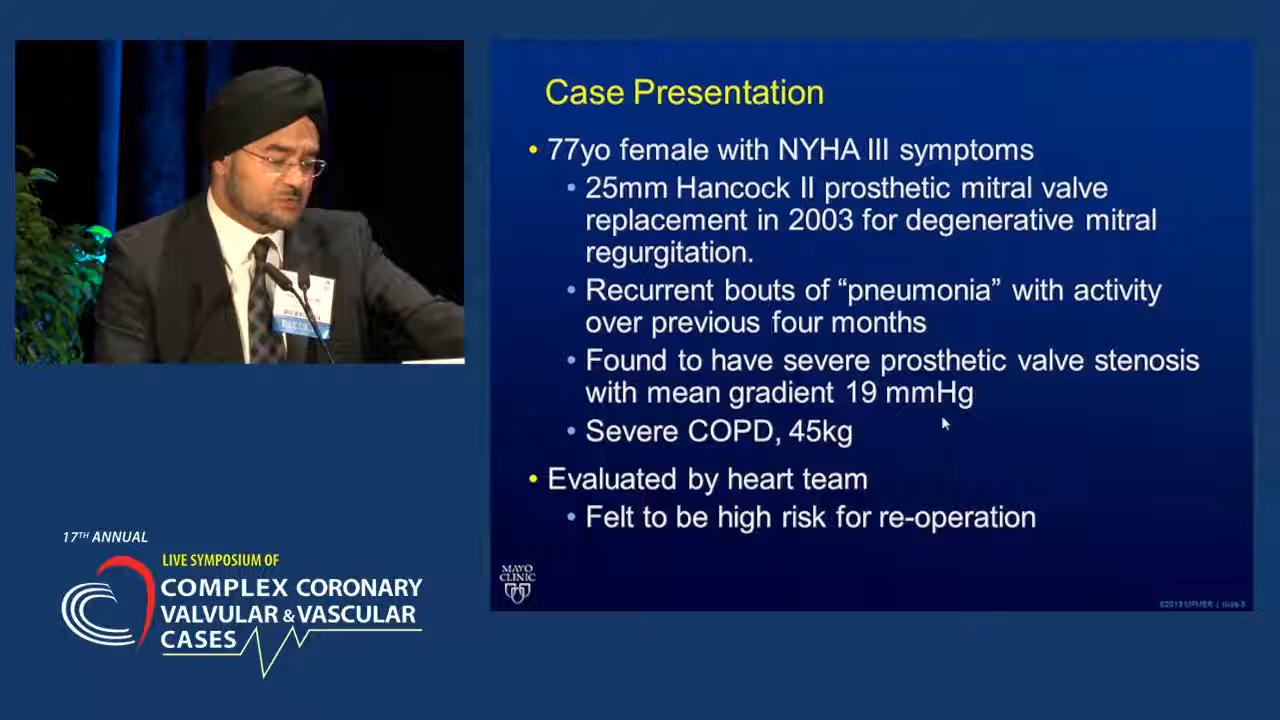 Case Presentation
• 77yo female with NYHA III symptoms
• 25mm Hancock II prosthetic mitral valve
replacement in 2003 for degenerative mitral
regurgitation.
• Recurrent bouts of “pneumonia” with activity
over previous four months
• Found to have severe prosthetic valve stenosis
with mean gradient 19 mmHg
• Severe COPD, 45kg
• Evaluated by heart team
• Felt to be high risk for re-operation
MAYO
CLINIC
17TH ANNUAL
LIVE SYMPOSIUM OF
COMPLEX CORONARY
VALVULAR & VASCULAR
CASES